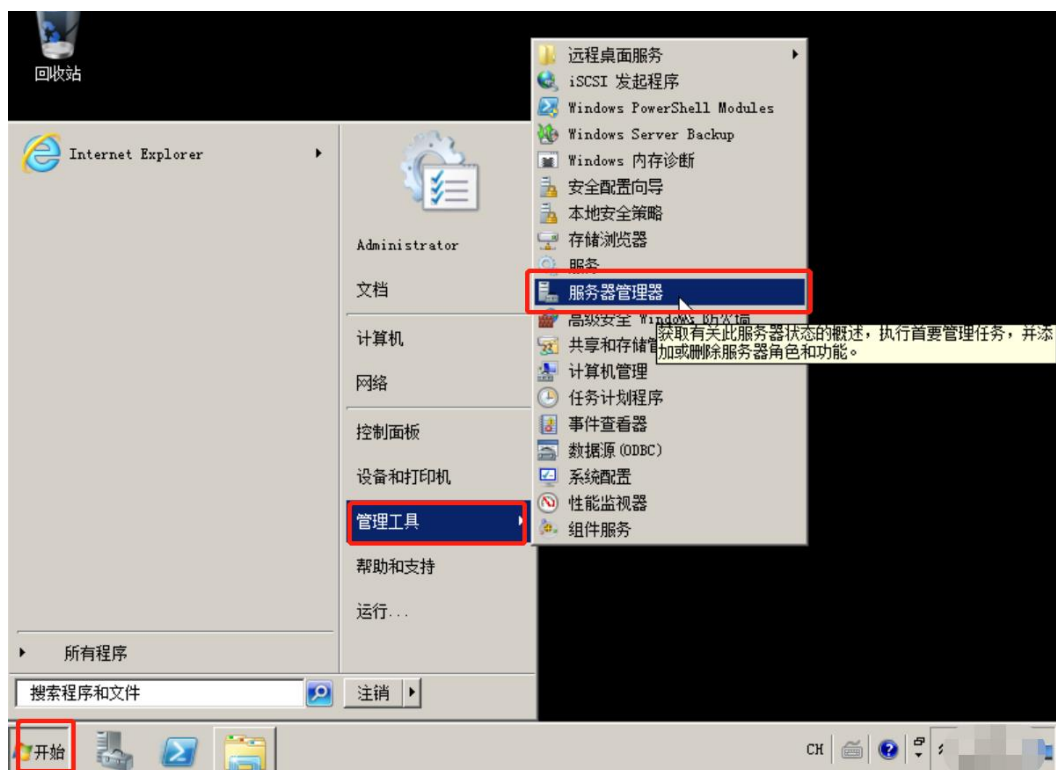 回收站
Internet Explorer
Administrator
文档
计算机
网络
控制面板
设备和打印机
管理工具
帮助和支持
运行...
所有程序
搜索程序和文件
注销
远程桌面服务
iSCSI 发起程序
Windows PowerShell Modules
Windows Server Backup
Windows 内存诊断
安全配置向导
本地安全策略
存储浏览器
服务
服务器管理器
高级安全 Windows 防火墙
获取有关此服务器状态的概述，执行首要管理任务，并添
加或删除服务器角色和功能。
共享和存储
计算机管理
任务计划程序
事件查看器
数据源(ODBC)
系统配置
性能监视器
组件服务
开始
CH